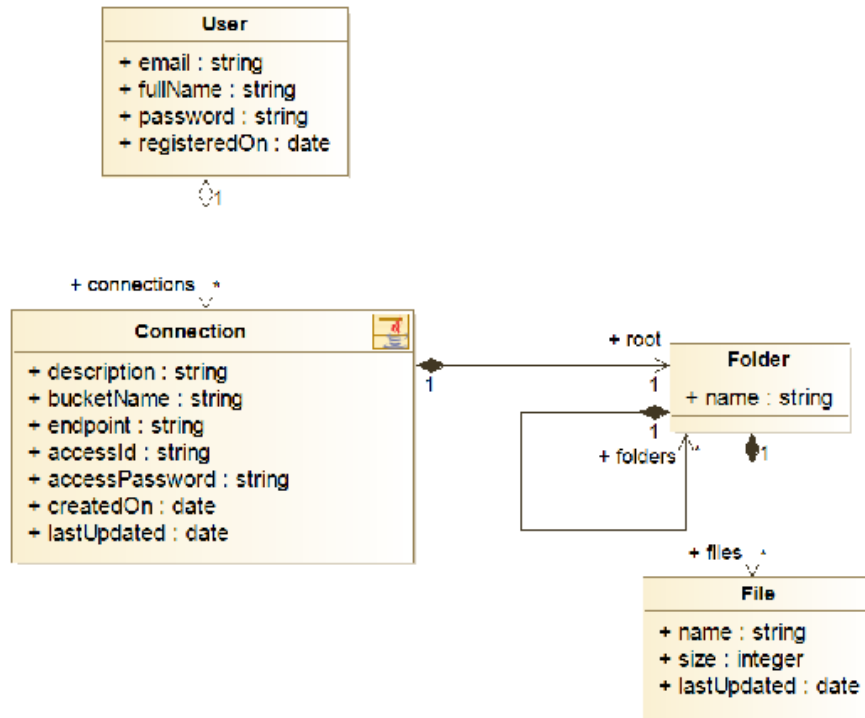 User
+ email : string
+ fullName : string
+ password : string
+ registeredOn : date
1
+ connections *
Connection
+ description : string
+ bucketName : string
+ endpoint : string
+ accessId : string
+ accessPassword : string
+ createdOn : date
+ lastUpdated : date
1
+ root
1
Folder
+ name : string
1
+ folders *
1
+ files *
File
+ name : string
+ size : integer
+ lastUpdated : date